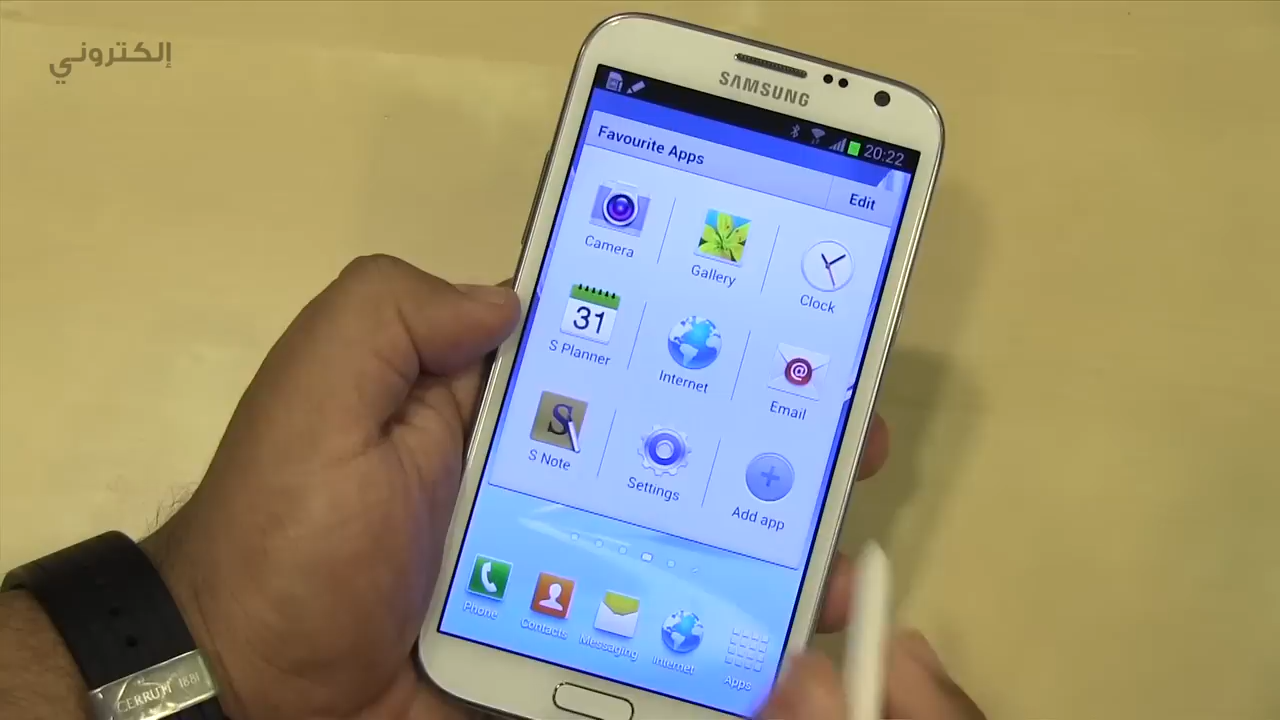 إلكتروني
SAMSUNG
20:22
Favourite Apps
Edit
Camera
Gallery
Clock
31
S Planner
Internet
@
Email
S
S Note
Settings
Add app
Phone
Contacts
Messaging
Internet
Apps
CERRUTI 1881